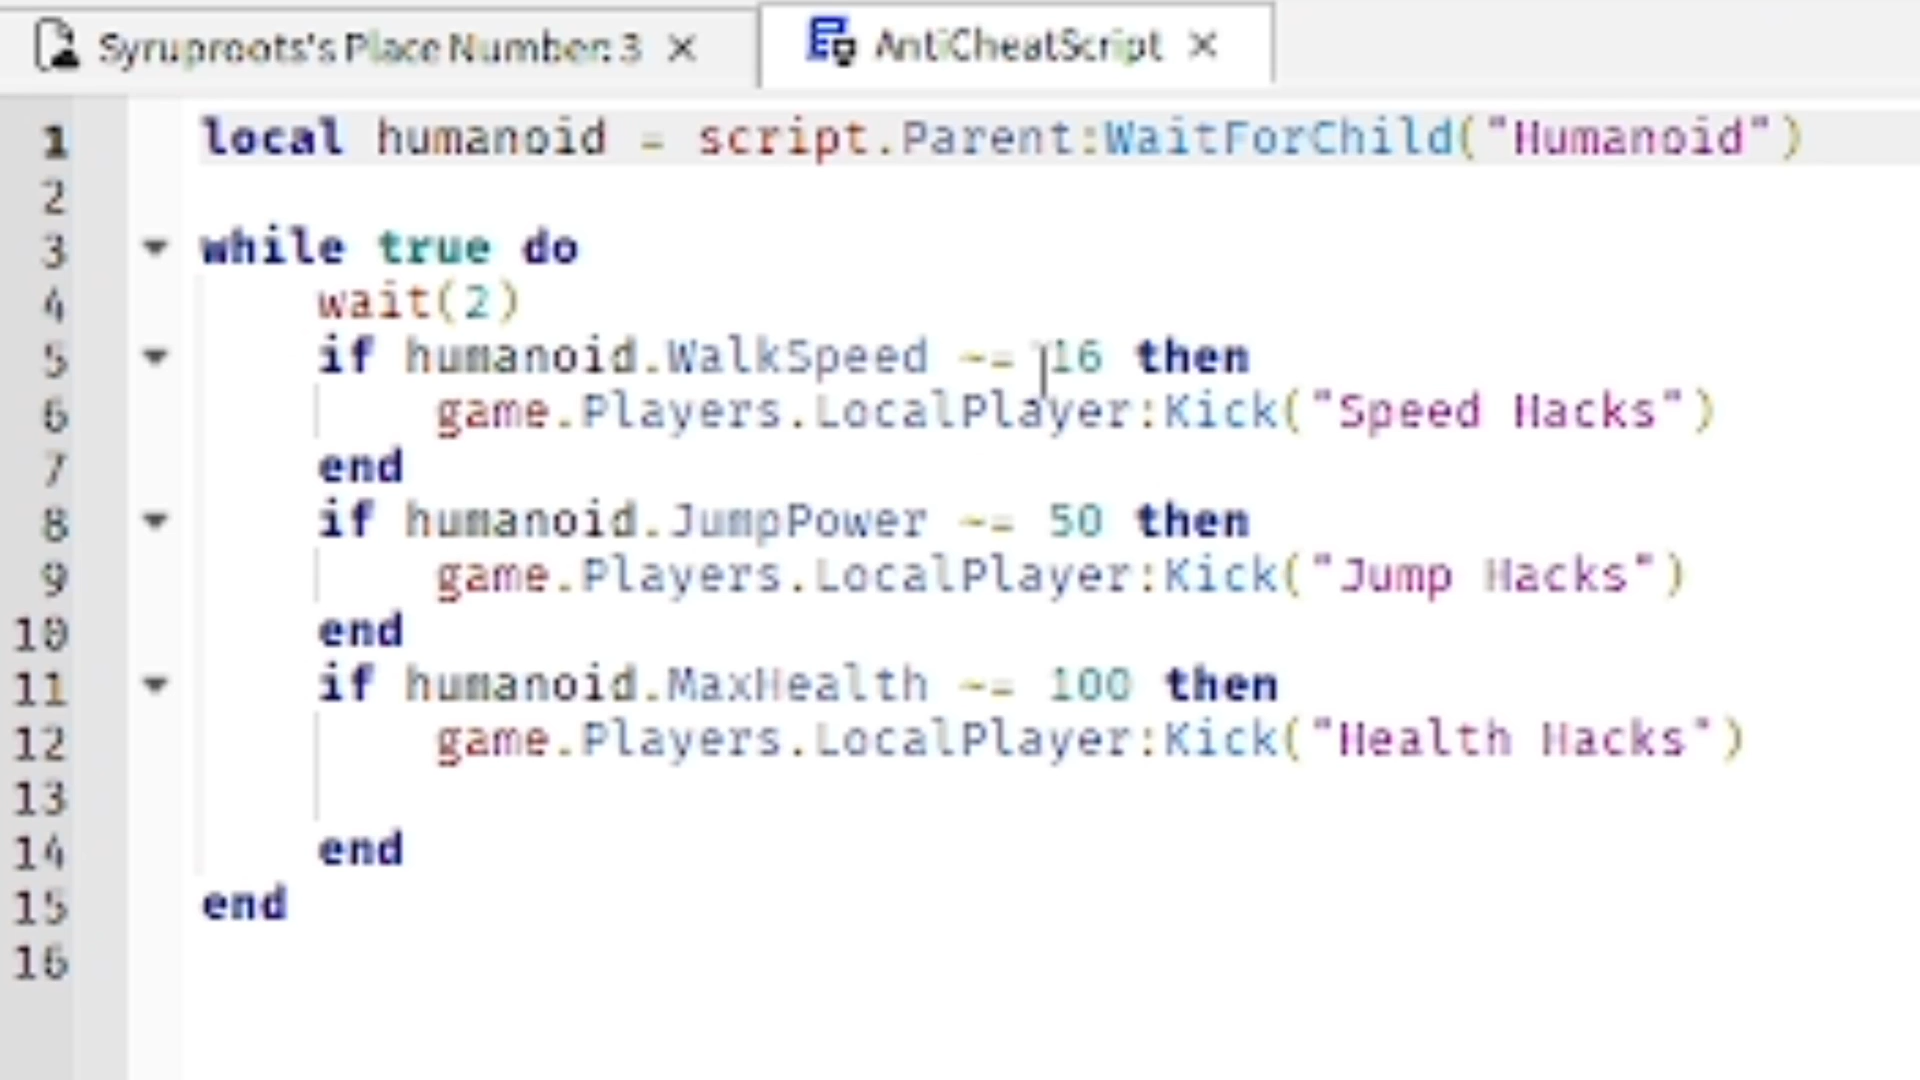 Syruproots's Place Number: 3 × AntiCheatScript ×
1 local humanoid = script.Parent:WaitForChild("Humanoid")
2
3 while true do
4 wait(2)
5 if humanoid.WalkSpeed ~= 16 then
6 game.Players.LocalPlayer:Kick("Speed Hacks")
7 end
8 if humanoid.JumpPower ~= 50 then
9 game.Players.LocalPlayer:Kick("Jump Hacks")
10 end
11 if humanoid.MaxHealth ~= 100 then
12 game.Players.LocalPlayer:Kick("Health Hacks")
13
14 end
15 end
16